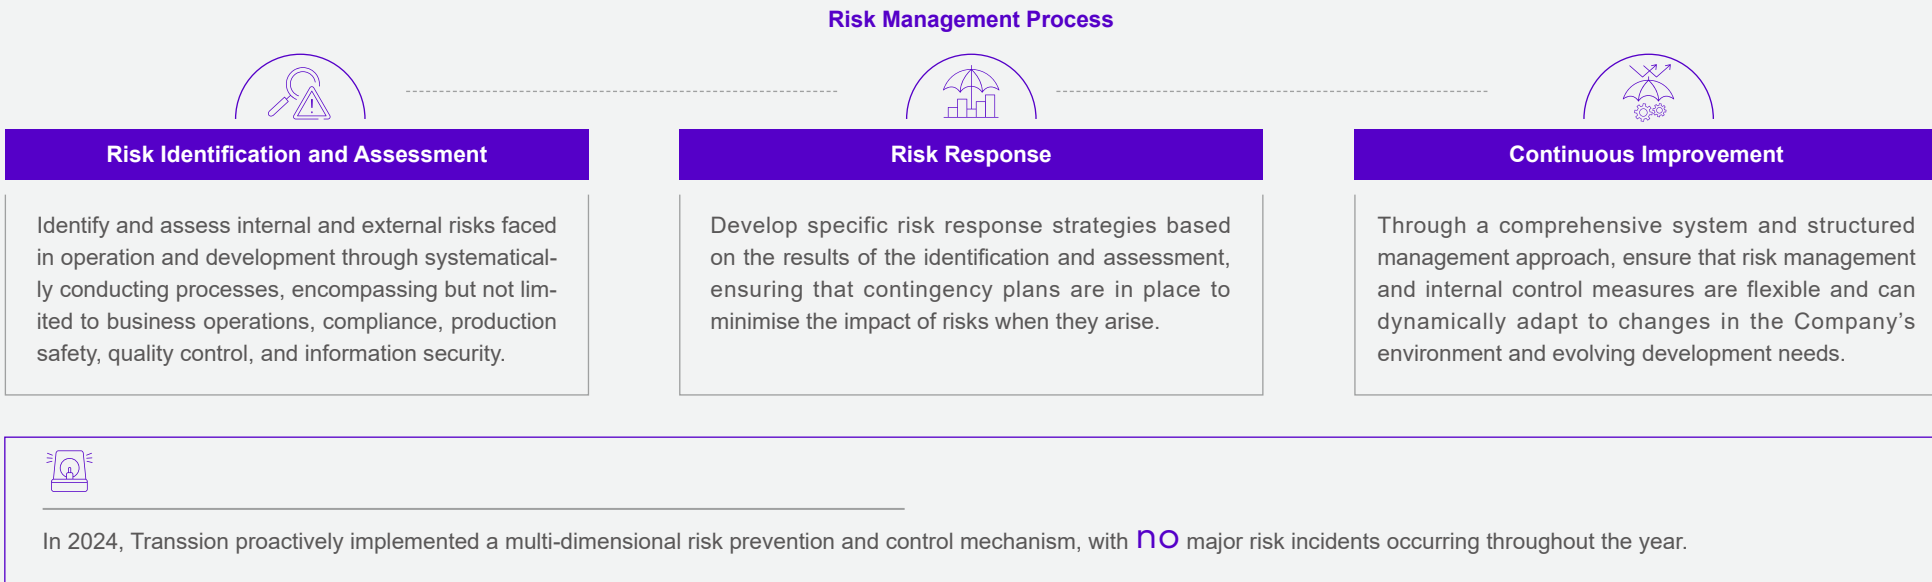 Risk Management Process
Risk Identification and Assessment
Identify and assess internal and external risks faced
in operation and development through systematical-
ly conducting processes, encompassing but not lim-
ited to business operations, compliance, production
safety, quality control, and information security.
Risk Response
Develop specific risk response strategies based
on the results of the identification and assessment,
ensuring that contingency plans are in place to
minimise the impact of risks when they arise.
Continuous Improvement
Through a comprehensive system and structured
management approach, ensure that risk management
and internal control measures are flexible and can
dynamically adapt to changes in the Company’s
environment and evolving development needs.
In 2024, Transsion proactively implemented a multi-dimensional risk prevention and control mechanism, with no major risk incidents occurring throughout the year.